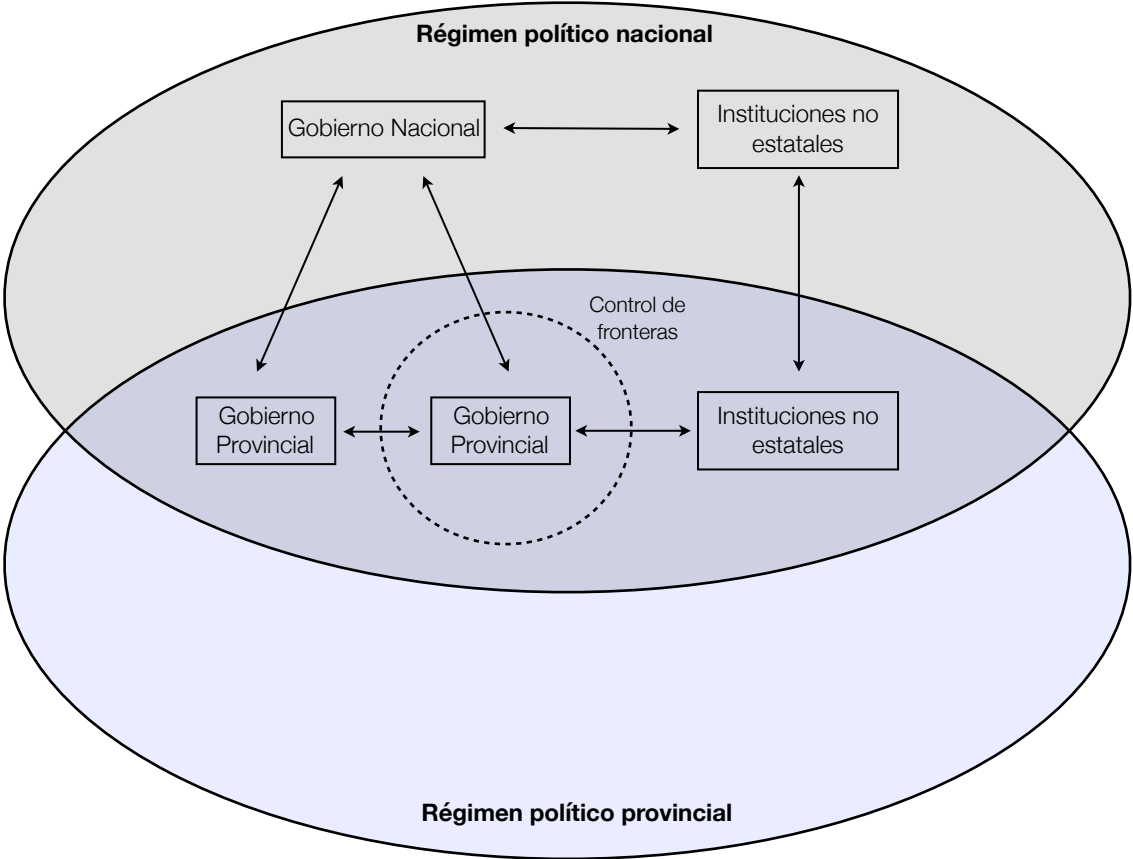 Régimen político nacional
Gobierno Nacional
Instituciones no
estatales
Control de
fronteras
Gobierno
Provincial
Gobierno
Provincial
Instituciones no
estatales
Régimen político provincial